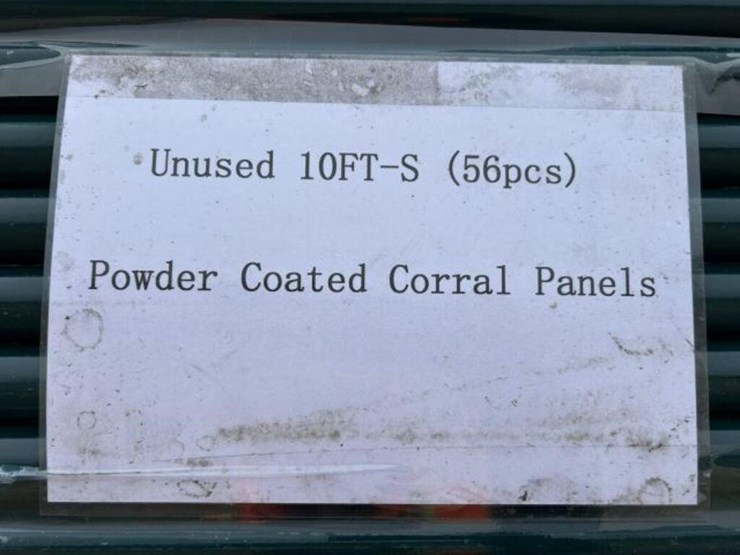 Unused 10FT-S (56pcs)
Powder Coated Corral Panels